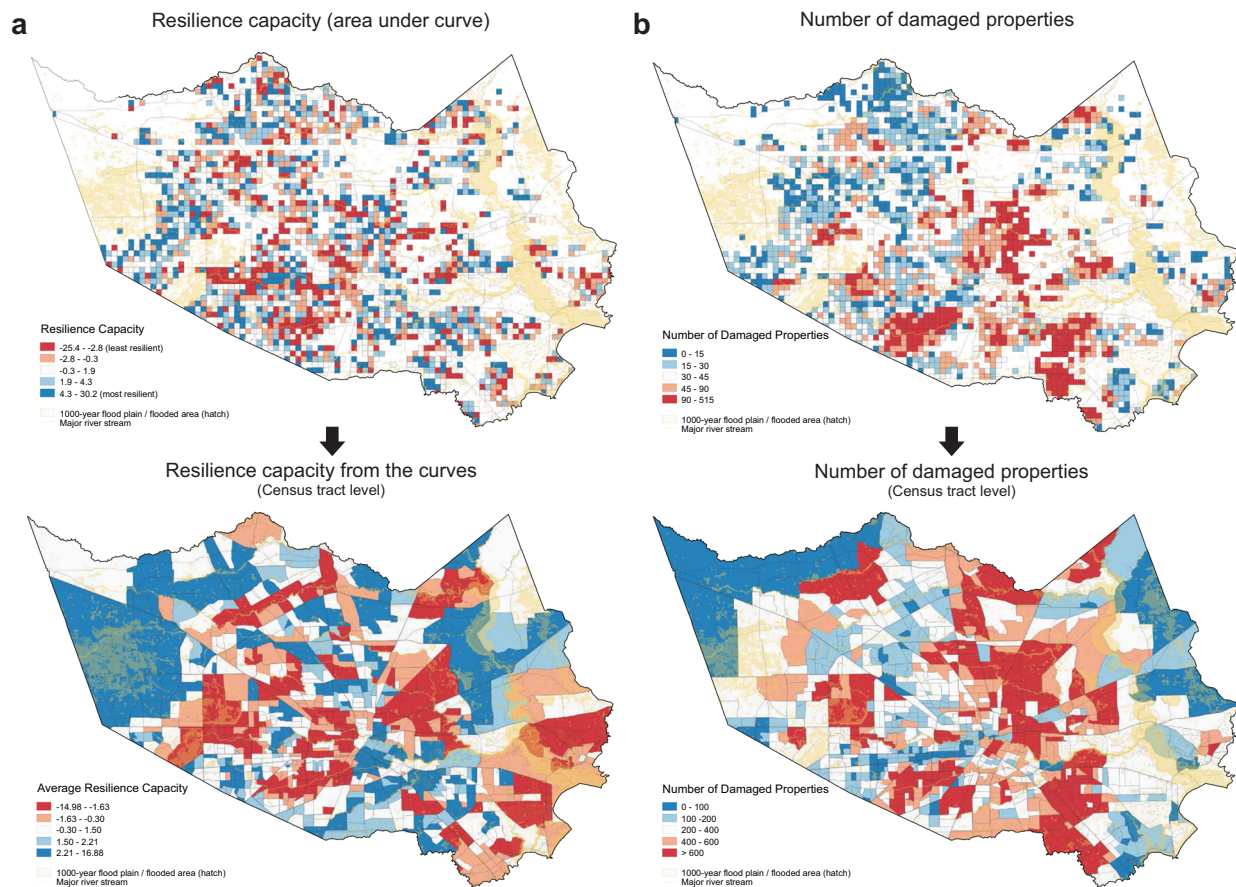 a
Resilience capacity (area under curve)
Resilience Capacity
-25.4 - -2.8 (least resilient)
-2.8 - -0.3
-0.3 - 1.9
1.9 - 4.3
4.3 - 30.2 (most resilient)
1000-year flood plain / flooded area (hatch)
Major river stream
Resilience capacity from the curves
(Census tract level)
Average Resilience Capacity
-14.98 - -1.63
-1.63 - -0.30
-0.30 - 1.50
1.50 - 2.21
2.21 - 16.88
1000-year flood plain / flooded area (hatch)
Major river stream
b
Number of damaged properties
Number of Damaged Properties
0 - 15
15 - 30
30 - 45
45 - 90
90 - 515
1000-year flood plain / flooded area (hatch)
Major river stream
Number of damaged properties
(Census tract level)
Number of Damaged Properties
0 - 100
100 -200
200 - 400
400 - 600
> 600
1000-year flood plain / flooded area (hatch)
Major river stream